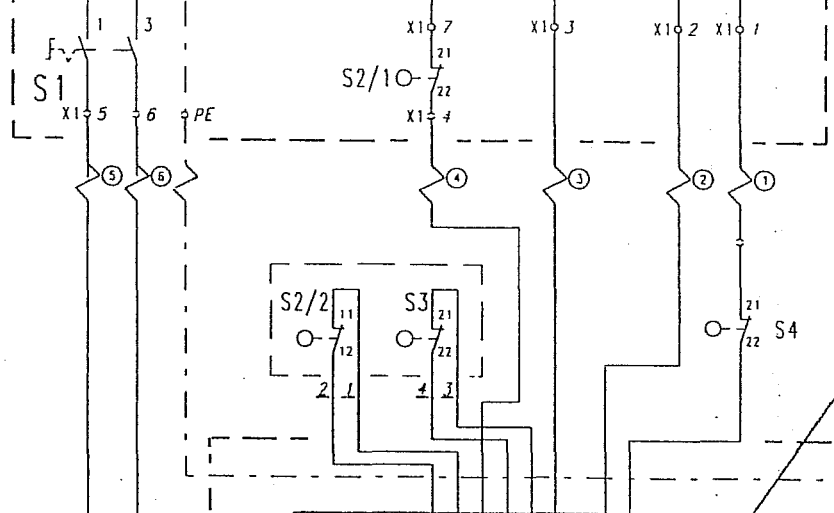 1 3
X1 7 X1 3 X1 2 X1 1
21
S2/1
S1
22
X1 5 6 PE X1 4
5 6 4 3 2 1
S2/2 11 S3 21 21
12 22 22 S4
2 1 4 3